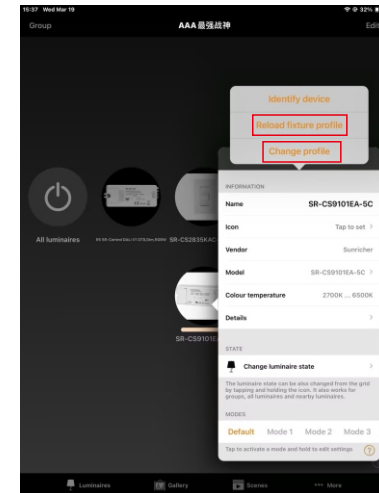 15:37 Wed Mar 19
32%
Group
AAA最强战神
Edit
Identify device
Reload fixture profile
Change profile
INFORMATION
Name
SR-CS9101EA-5C
Icon
Tap to set >
Vendor
Sunricher
Model
SR-CS9101EA-5C >
Colour temperature
2700K ... 6500K
Details >
All luminaires
SR-CS2835KAC-
SR-CS9101E
STATE
Change luminaire state >
The luminaire state can be also changed from the grid
by tapping and holding the icon. It also works for
groups, all luminaires and nearby luminaires.
MODES
Default Mode 1 Mode 2 Mode 3
Tap to activate a mode and hold to edit settings ?
Luminaires
Gallery
Scenes
More